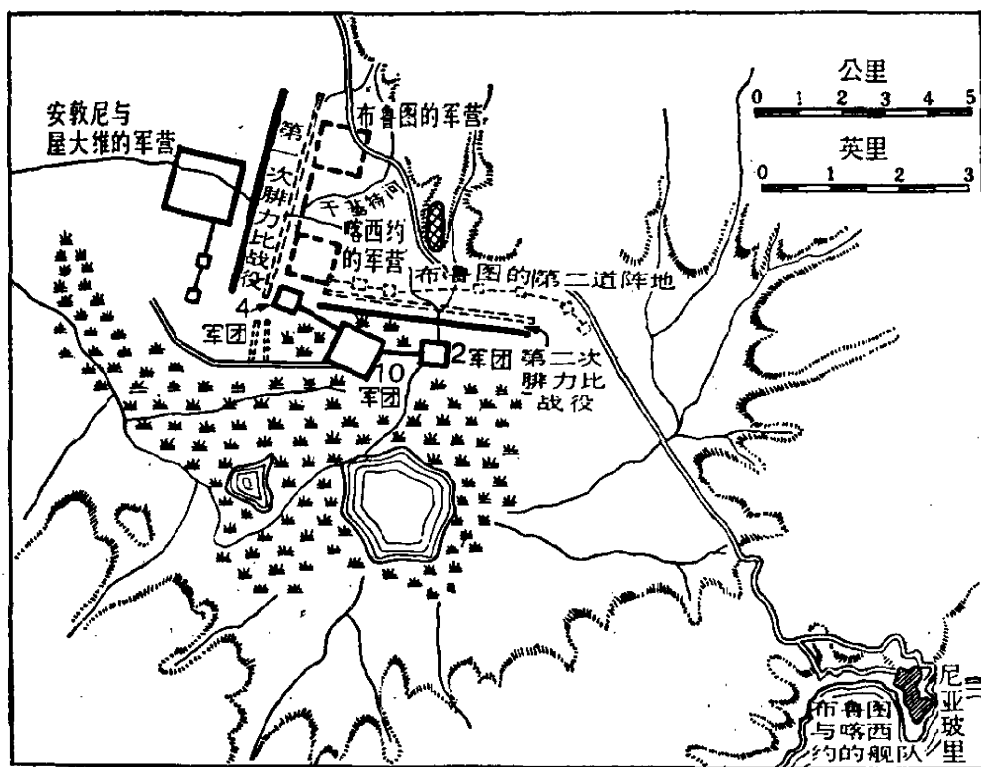 公里
0 1 2 3 4 5
英里
0 1 2 3
安敦尼与
屋大维的军营
布鲁图的军营
第一次腓力比战役
喀西约
的军营
布鲁图的第二道阵地
4
军团
10
军团
2军团
第二次
腓力比
战役
尼亚玻里
布鲁图
与喀西
约的舰队